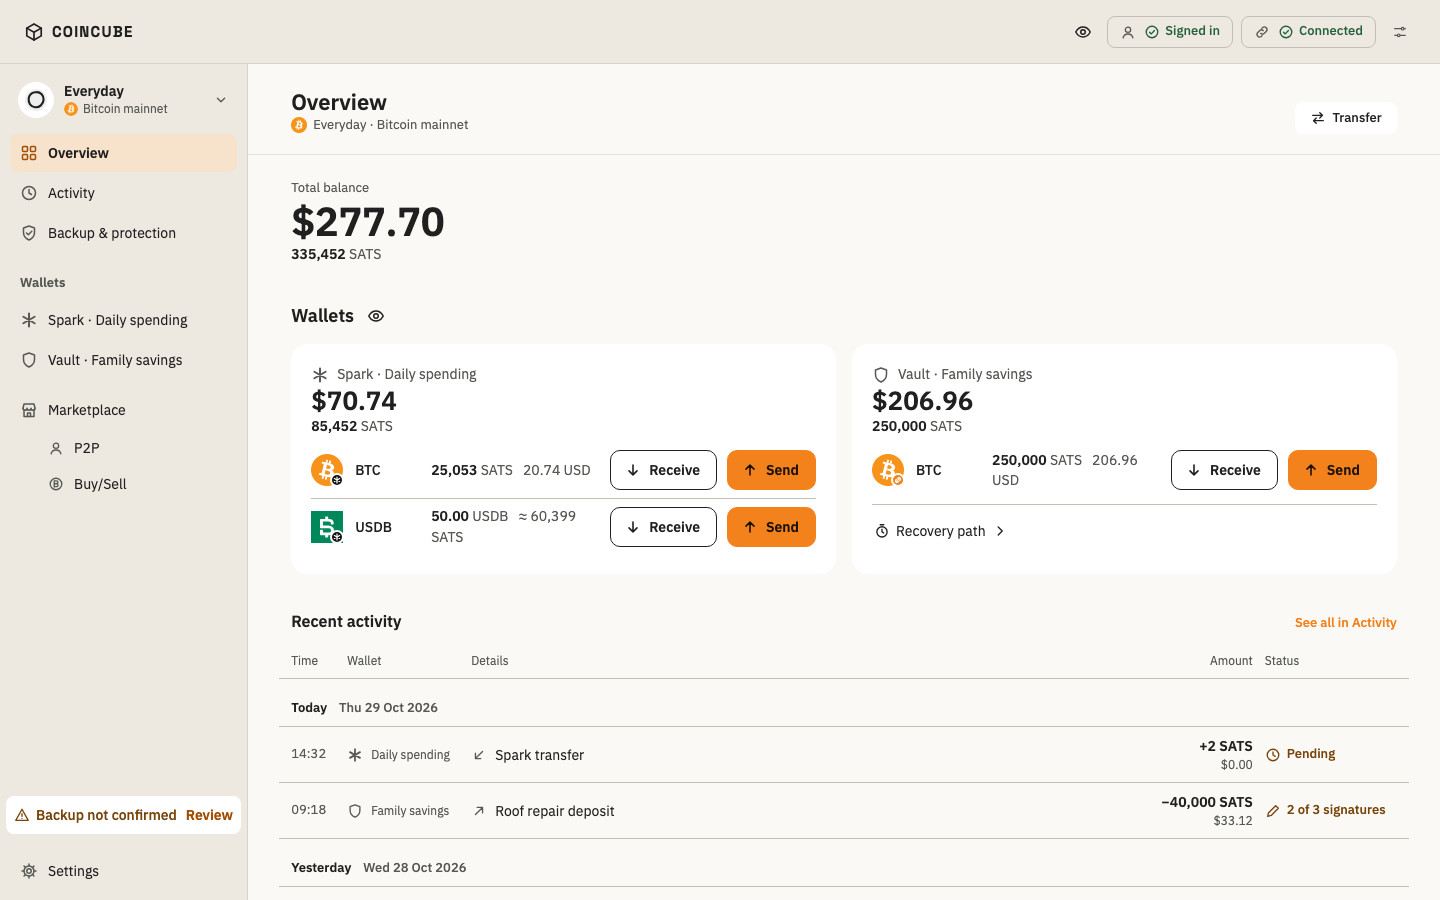 COINCUBE
Signed in
Connected
Everyday
Bitcoin mainnet
Overview
Activity
Backup & protection
Wallets
Spark · Daily spending
Vault · Family savings
Marketplace
P2P
Buy/Sell
Backup not confirmed Review
Settings
Overview
Everyday · Bitcoin mainnet
Transfer
Total balance
$277.70
335,452 SATS
Wallets
Spark · Daily spending
$70.74
85,452 SATS
BTC 25,053 SATS 20.74 USD Receive Send
USDB 50.00 USDB ≈ 60,399
SATS
Receive Send
Vault · Family savings
$206.96
250,000 SATS
BTC 250,000 SATS 206.96
USD
Receive Send
Recovery path
Recent activity
See all in Activity
Time Wallet Details Amount Status
Today Thu 29 Oct 2026
14:32 Daily spending Spark transfer +2 SATS Pending
$0.00
09:18 Family savings Roof repair deposit −40,000 SATS 2 of 3 signatures
$33.12
Yesterday Wed 28 Oct 2026